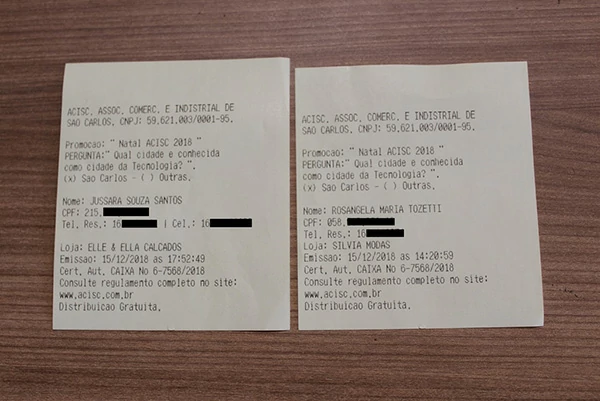 ACISC. ASSOC. COMERC. E INDISTRIAL DE
SAO CARLOS. CNPJ: 59.621.003/0001-95.
Promocao: " Natal ACISC 2018 "
PERGUNTA:" Qual cidade e conhecida
como cidade da Tecnologia? ".
(x) Sao Carlos - ( ) Outras.
Nome: JUSSARA SOUZA SANTOS
CPF: 215.
Tel. Res.: 16 | Cel.: 16
Loja: ELLE & ELLA CALCADOS
Emissao: 15/12/2018 as 17:52:49
Cert. Aut. CAIXA No 6-7568/2018
Consulte regulamento completo no site:
www.acisc.com.br
Distribuicao Gratuita.
ACISC. ASSOC. COMERC. E INDISTRIAL DE
SAO CARLOS. CNPJ: 59.621.003/0001-95.
Promocao: " Natal ACISC 2018 "
PERGUNTA:" Qual cidade e conhecida
como cidade da Tecnologia? ".
(x) Sao Carlos - ( ) Outras.
Nome: ROSANGELA MARIA TOZETTI
CPF: 058.
Tel. Res.: 16
Loja: SILVIA MODAS
Emissao: 15/12/2018 as 14:20:59
Cert. Aut. CAIXA No 6-7568/2018
Consulte regulamento completo no site:
www.acisc.com.br
Distribuicao Gratuita.